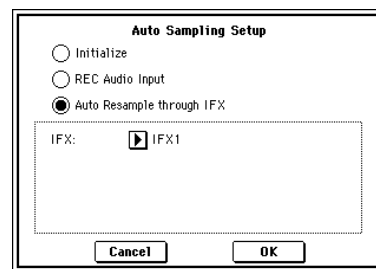 Auto Sampling Setup
Initialize
REC Audio Input
Auto Resample through IFX
IFX: IFX1
Cancel OK